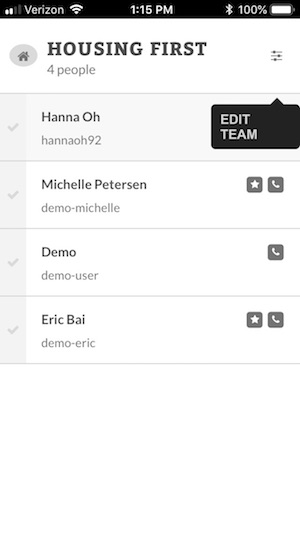 Verizon 1:15 PM 100%
HOUSING FIRST
4 people
Hanna Oh
hannaoh92
EDIT
TEAM
Michelle Petersen
demo-michelle
Demo
demo-user
Eric Bai
demo-eric